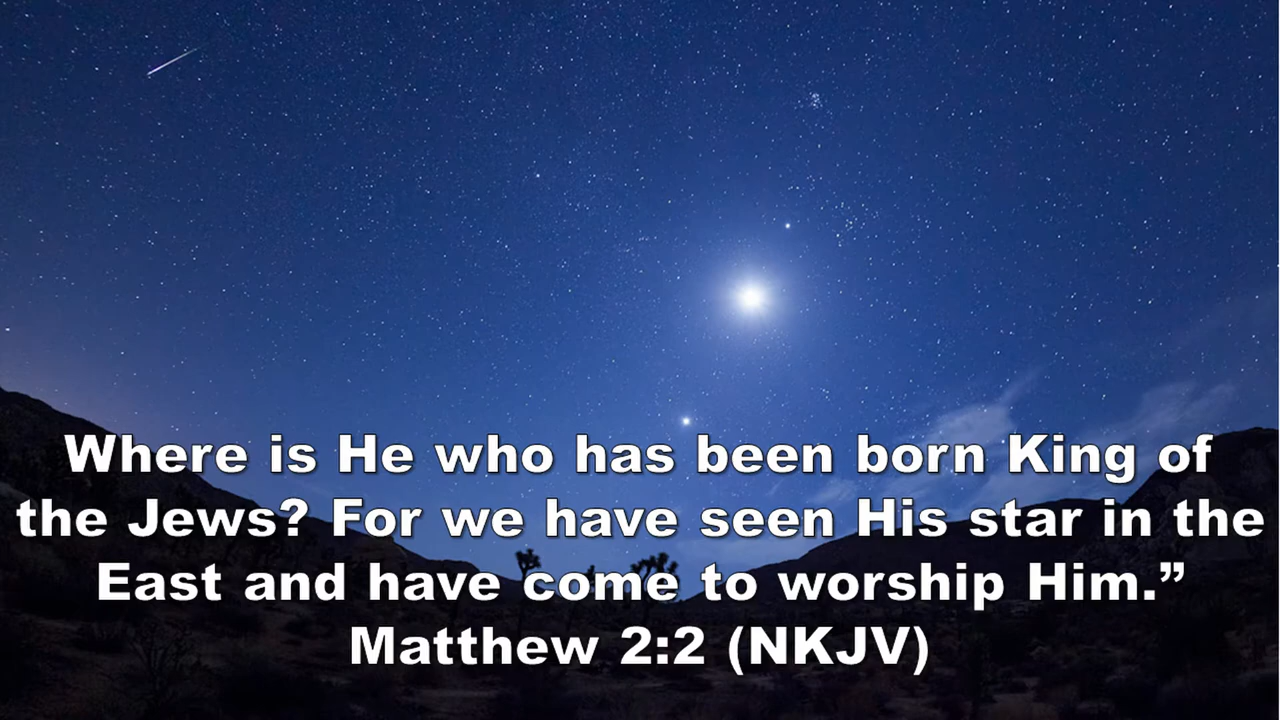 Where is He who has been born King of
the Jews? For we have seen His star in the
East and have come to worship Him.”
Matthew 2:2 (NKJV)